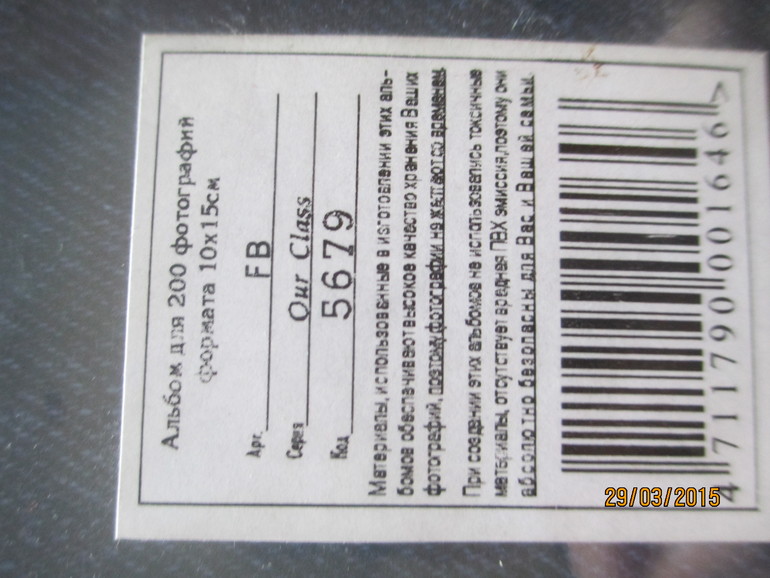 Альбом для 200 фотографий
формата 10x15см
Арт. FB
Серия Our Class
Код 5679
Материалы, использованные в изготовлении этих аль-
бомов обеспечивают высокое качество хранения Ваших
фотографий, поэтому фотографии не желтеют со временем.
При создании этих альбомов не использовались токсичные
материалы, отсутствует вредная ПВХ эмиссия, поэтому они
абсолютно безопасны для Вас и Вашей семьи.
4 711790 001646 >
29/03/2015